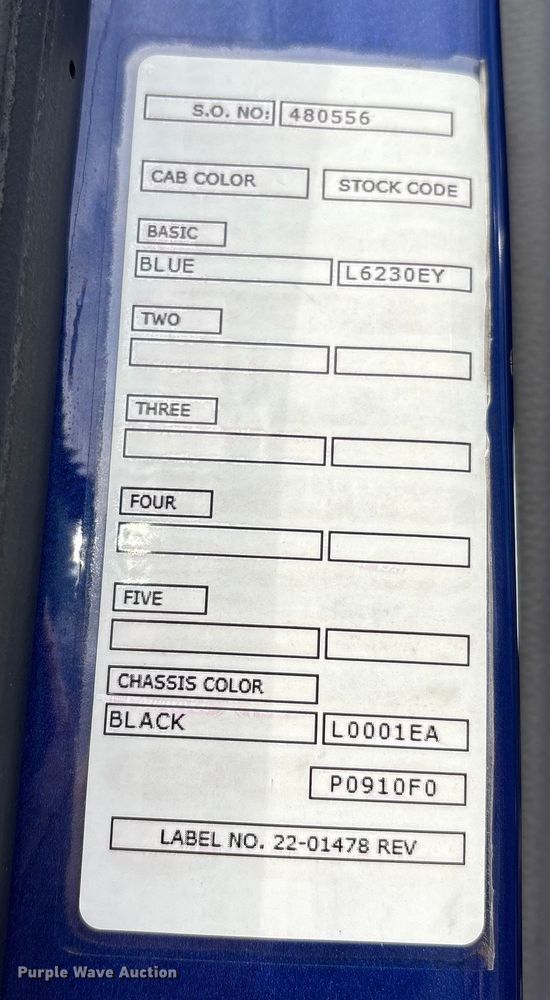 S.O. NO: 480556
CAB COLOR STOCK CODE
BASIC
BLUE L6230EY
TWO
THREE
FOUR
FIVE
CHASSIS COLOR
BLACK L0001EA
P0910F0
LABEL NO. 22-01478 REV
Purple Wave Auction